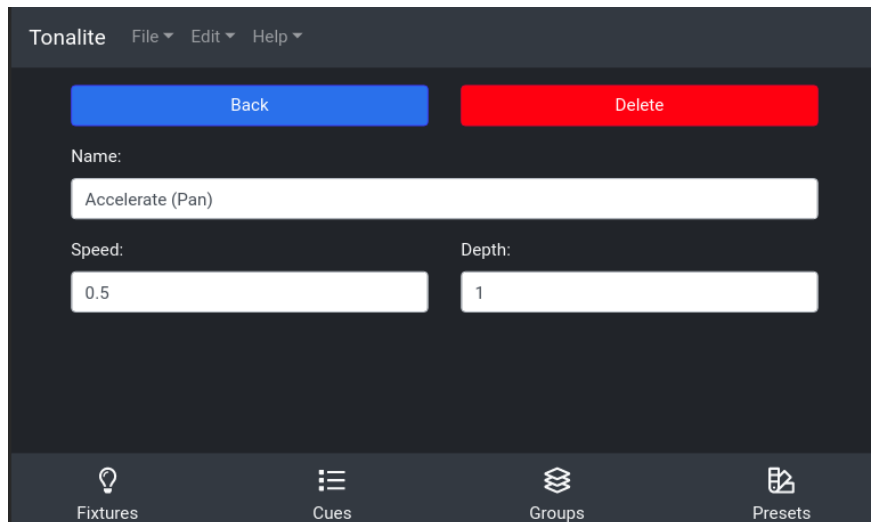 Tonalite File Edit Help
Back Delete
Name:
Accelerate (Pan)
Speed: Depth:
0.5 1
Fixtures Cues Groups Presets